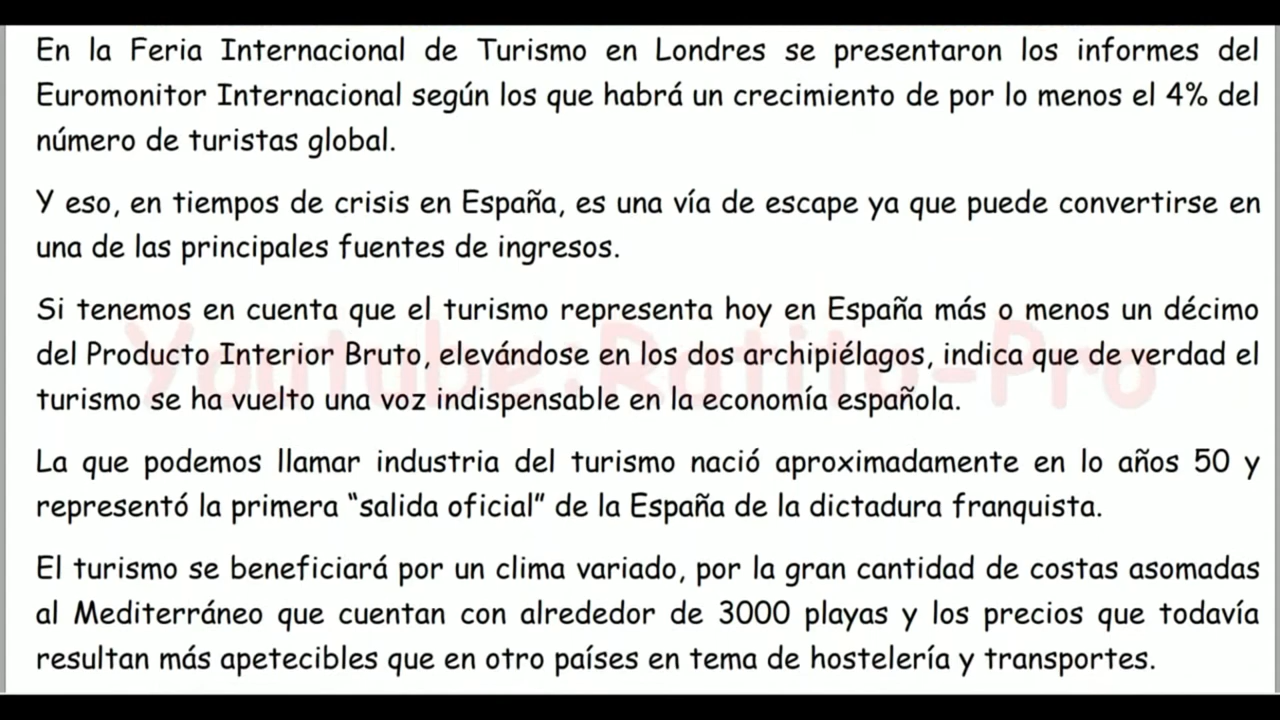 En la Feria Internacional de Turismo en Londres se presentaron los informes del
Euromonitor Internacional según los que habrá un crecimiento de por lo menos el 4% del
número de turistas global.
Y eso, en tiempos de crisis en España, es una vía de escape ya que puede convertirse en
una de las principales fuentes de ingresos.
Si tenemos en cuenta que el turismo representa hoy en España más o menos un décimo
del Producto Interior Bruto, elevándose en los dos archipiélagos, indica que de verdad el
turismo se ha vuelto una voz indispensable en la economía española.
Youtube:Ratita-Pro
La que podemos llamar industria del turismo nació aproximadamente en lo años 50 y
representó la primera “salida oficial” de la España de la dictadura franquista.
El turismo se beneficiará por un clima variado, por la gran cantidad de costas asomadas
al Mediterráneo que cuentan con alrededor de 3000 playas y los precios que todavía
resultan más apetecibles que en otro países en tema de hostelería y transportes.